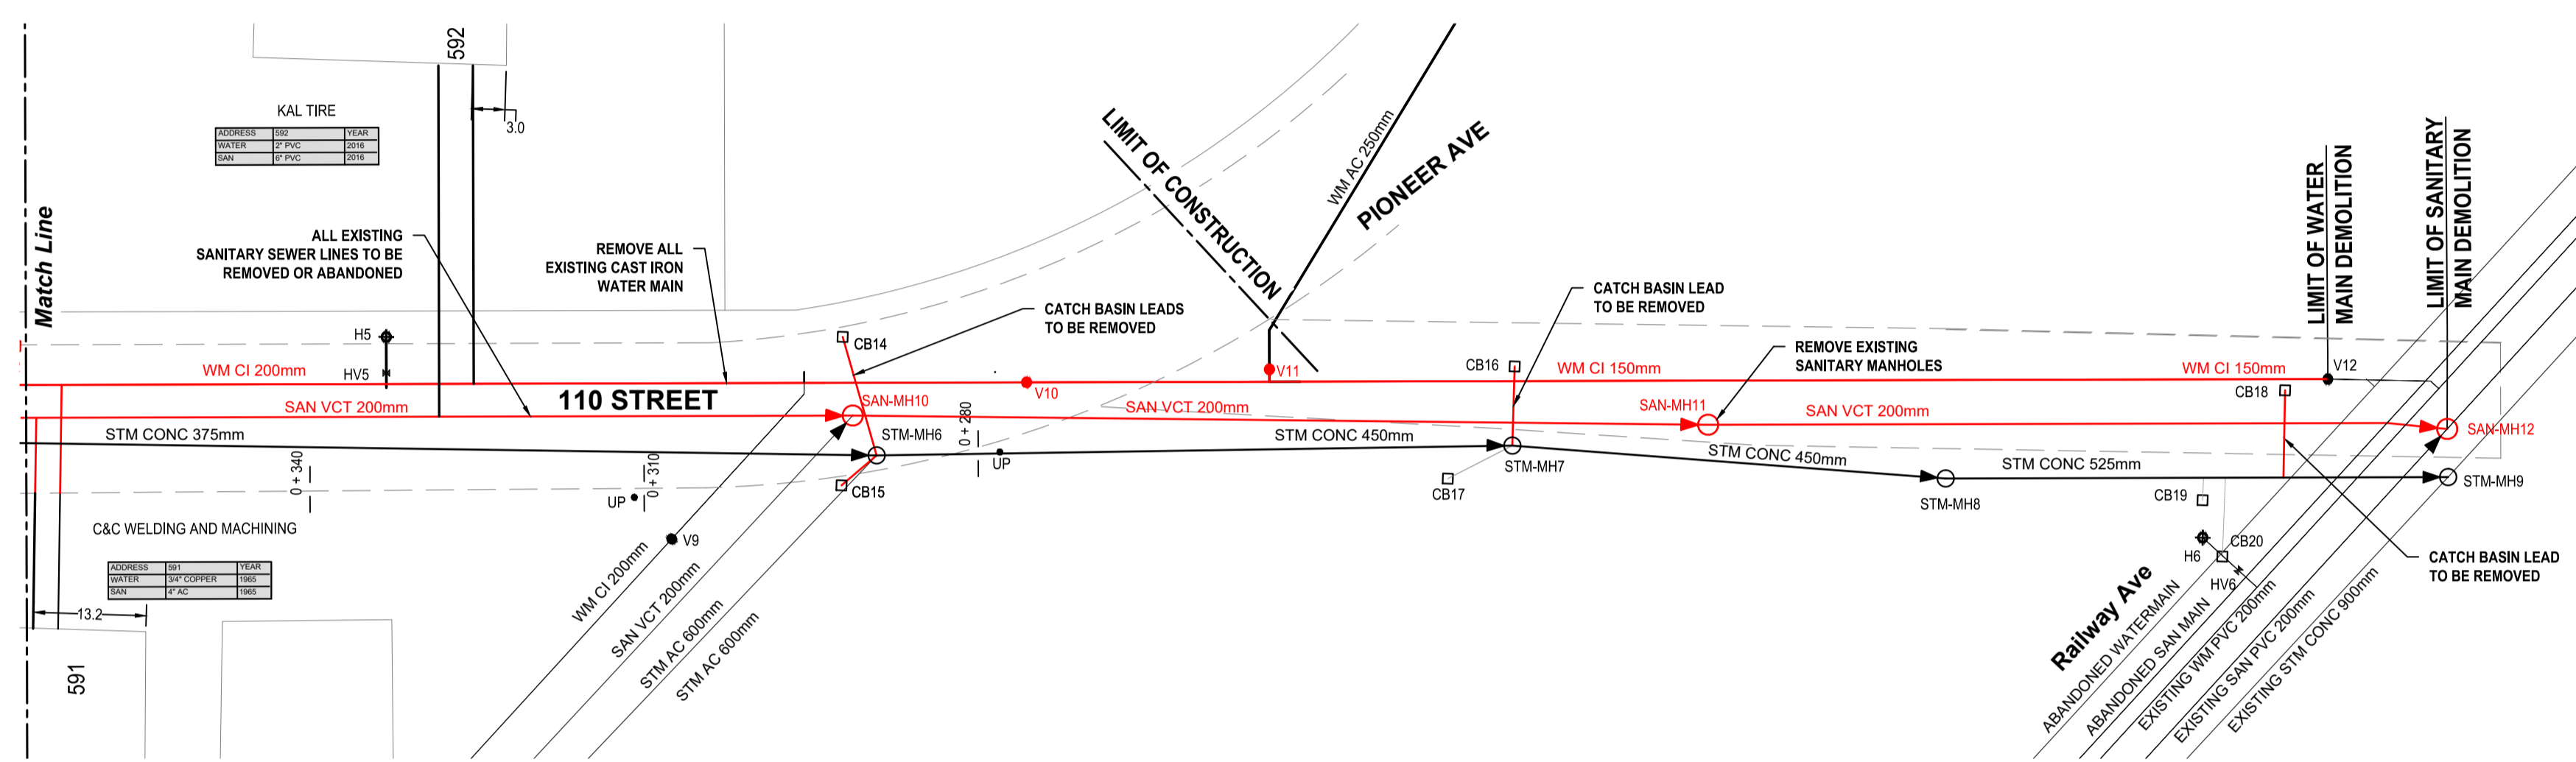 Match Line
592
3.0
KAL TIRE
ADDRESS 592 YEAR
WATER 2" PVC 2016
SAN 6" PVC 2016
ALL EXISTING
SANITARY SEWER LINES TO BE
REMOVED OR ABANDONED
REMOVE ALL
EXISTING CAST IRON
WATER MAIN
CATCH BASIN LEADS
TO BE REMOVED
LIMIT OF CONSTRUCTION
WM AC 250mm
PIONEER AVE
CATCH BASIN LEAD
TO BE REMOVED
REMOVE EXISTING
SANITARY MANHOLES
LIMIT OF WATER
MAIN DEMOLITION
LIMIT OF SANITARY
MAIN DEMOLITION
H5
HV5
CB14
CB16
V11
V12
WM CI 200mm
WM CI 150mm
WM CI 150mm
V10
CB18
SAN VCT 200mm
110 STREET
SAN-MH10
SAN VCT 200mm
SAN-MH11
SAN VCT 200mm
SAN-MH12
STM CONC 375mm
STM-MH6
0 + 280
STM CONC 450mm
STM CONC 450mm
STM CONC 525mm
0 + 340
0 + 310
UP
UP
CB15
STM-MH7
CB17
STM-MH8
CB19
STM-MH9
C&C WELDING AND MACHINING
V9
H6
CB20
HV6
CATCH BASIN LEAD
TO BE REMOVED
ADDRESS 591 YEAR
WATER 3/4" COPPER 1965
SAN 4" AC 1965
13.2
591
WM CI 200mm
SAN VCT 200mm
STM AC 600mm
STM AC 600mm
Railway Ave
ABANDONED WATERMAIN
ABANDONED SAN MAIN
EXISTING WM PVC 200mm
EXISTING SAN PVC 200mm
EXISTING STM CONC 900mm